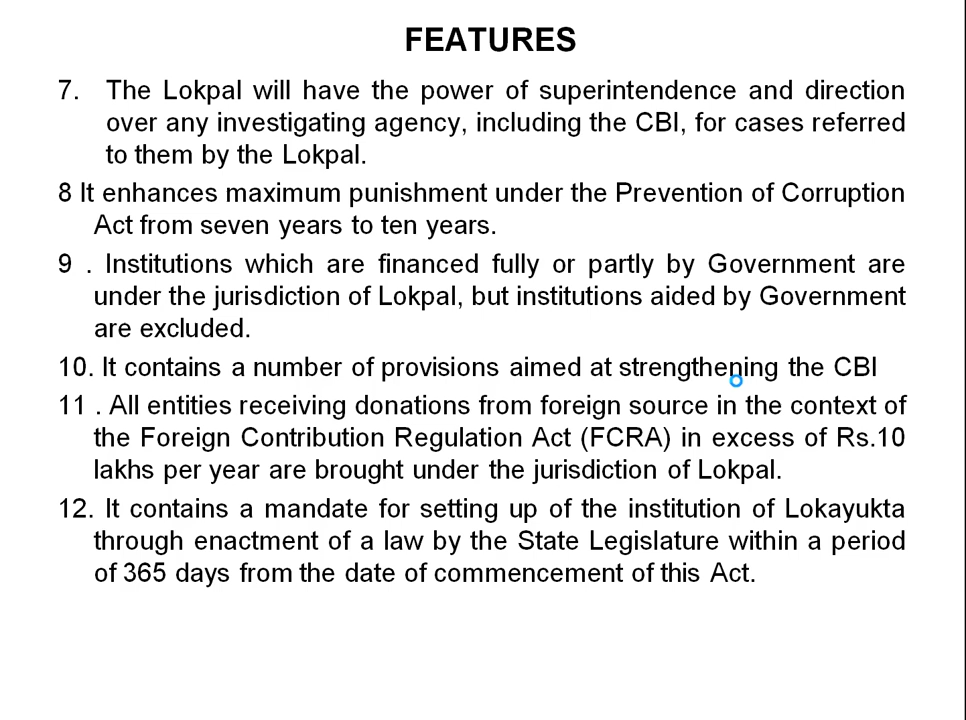 FEATURES
7. The Lokpal will have the power of superintendence and direction
over any investigating agency, including the CBI, for cases referred
to them by the Lokpal.
8 It enhances maximum punishment under the Prevention of Corruption
Act from seven years to ten years.
9 . Institutions which are financed fully or partly by Government are
under the jurisdiction of Lokpal, but institutions aided by Government
are excluded.
10. It contains a number of provisions aimed at strengthening the CBI
11 . All entities receiving donations from foreign source in the context of
the Foreign Contribution Regulation Act (FCRA) in excess of Rs.10
lakhs per year are brought under the jurisdiction of Lokpal.
12. It contains a mandate for setting up of the institution of Lokayukta
through enactment of a law by the State Legislature within a period
of 365 days from the date of commencement of this Act.